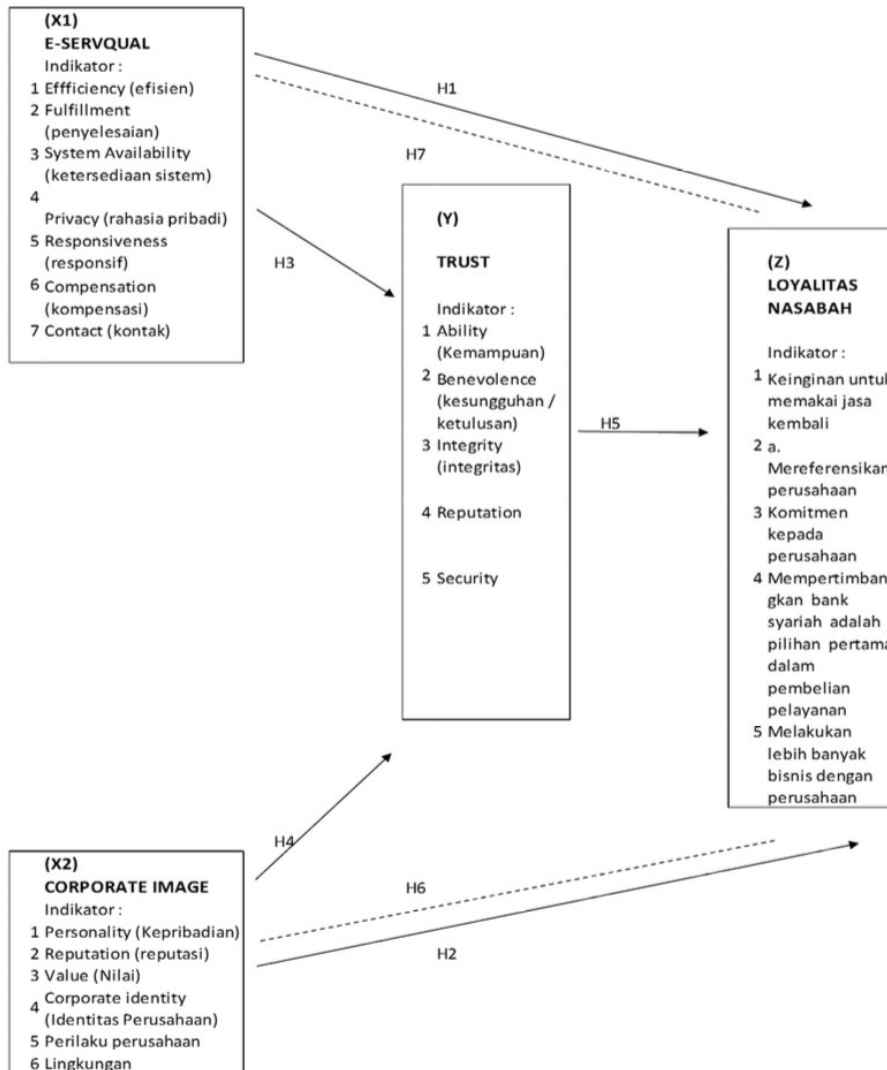 (X1)
E-SERVQUAL
Indikator :
1 Effficiency (efisien)
2 Fulfillment
(penyelesaian)
3 System Availability
(ketersediaan sistem)
4
Privacy (rahasia pribadi)
5 Responsiveness
(responsif)
6 Compensation
(kompensasi)
7 Contact (kontak)
H1
H7
H3
(Y)
TRUST
Indikator :
1 Ability
(Kemampuan)
2 Benevolence
(kesungguhan /
ketulusan)
3 Integrity
(integritas)
4 Reputation
5 Security
H5
(Z)
LOYALITAS
NASABAH
Indikator :
1 Keinginan untuk
memakai jasa
kembali
2 a.
Mereferensikan
perusahaan
3 Komitmen
kepada
perusahaan
4 Mempertimban
gkan bank
syariah adalah
pilihan pertama
dalam
pembelian
pelayanan
5 Melakukan
lebih banyak
bisnis dengan
perusahaan
H4
H6
H2
(X2)
CORPORATE IMAGE
Indikator :
1 Personality (Kepribadian)
2 Reputation (reputasi)
3 Value (Nilai)
4 Corporate identity
(Identitas Perusahaan)
5 Perilaku perusahaan
6 Lingkungan